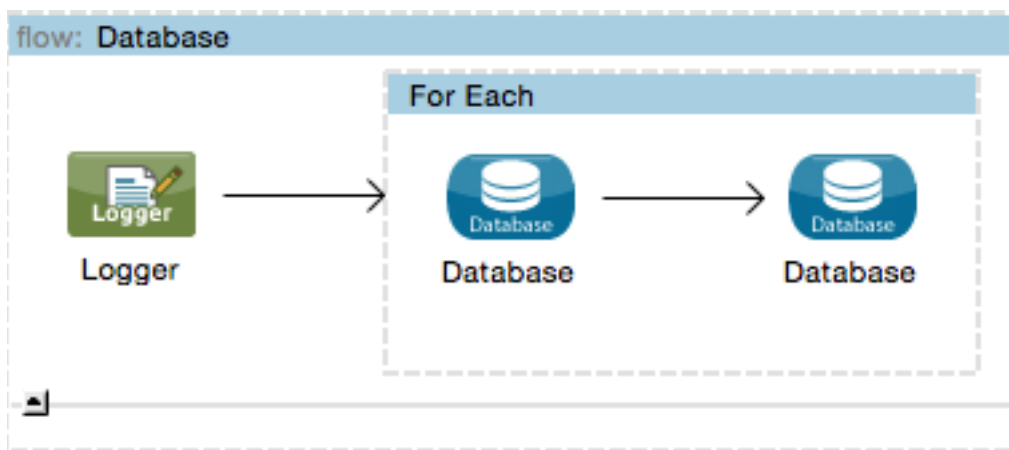 flow: Database
For Each
Logger
Database
Database
Logger
Database
Database